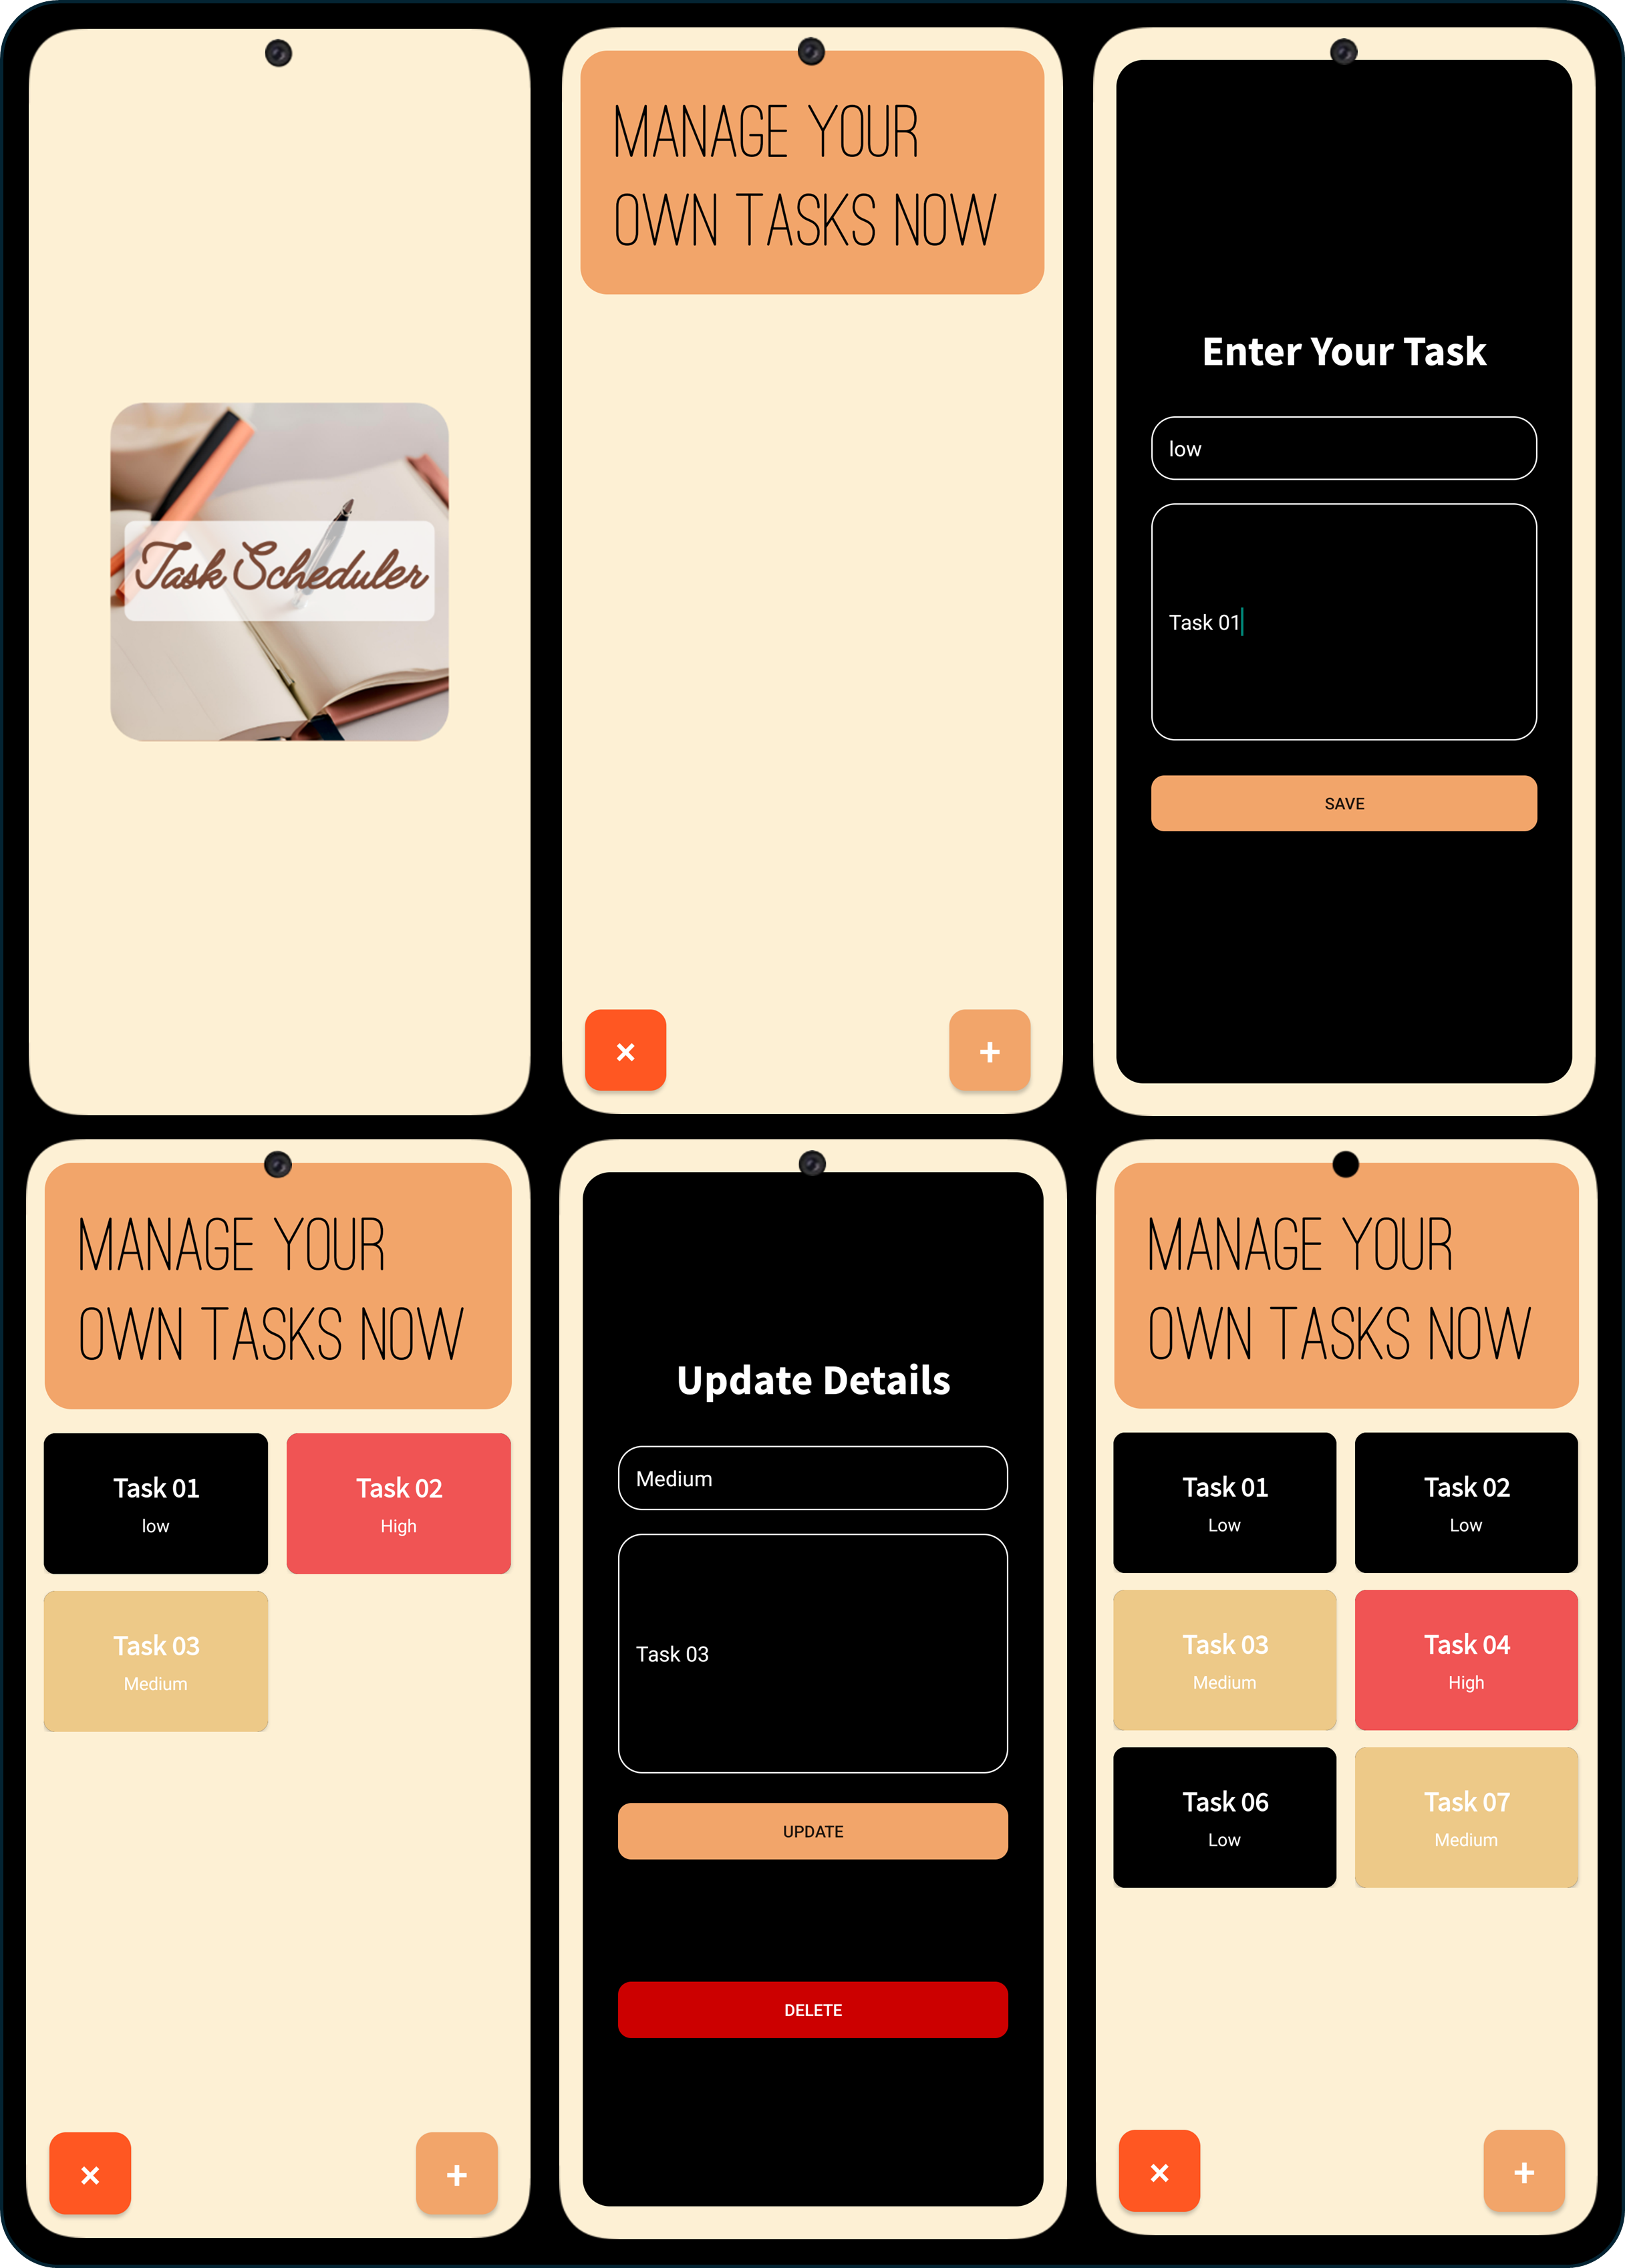 Task Scheduler
MANAGE YOUR
OWN TASKS NOW
×
+
Enter Your Task
low
Task 01
SAVE
MANAGE YOUR
OWN TASKS NOW
Task 01
low
Task 02
High
Task 03
Medium
×
+
Update Details
Medium
Task 03
UPDATE
DELETE
MANAGE YOUR
OWN TASKS NOW
Task 01
Low
Task 02
Low
Task 03
Medium
Task 04
High
Task 06
Low
Task 07
Medium
×
+